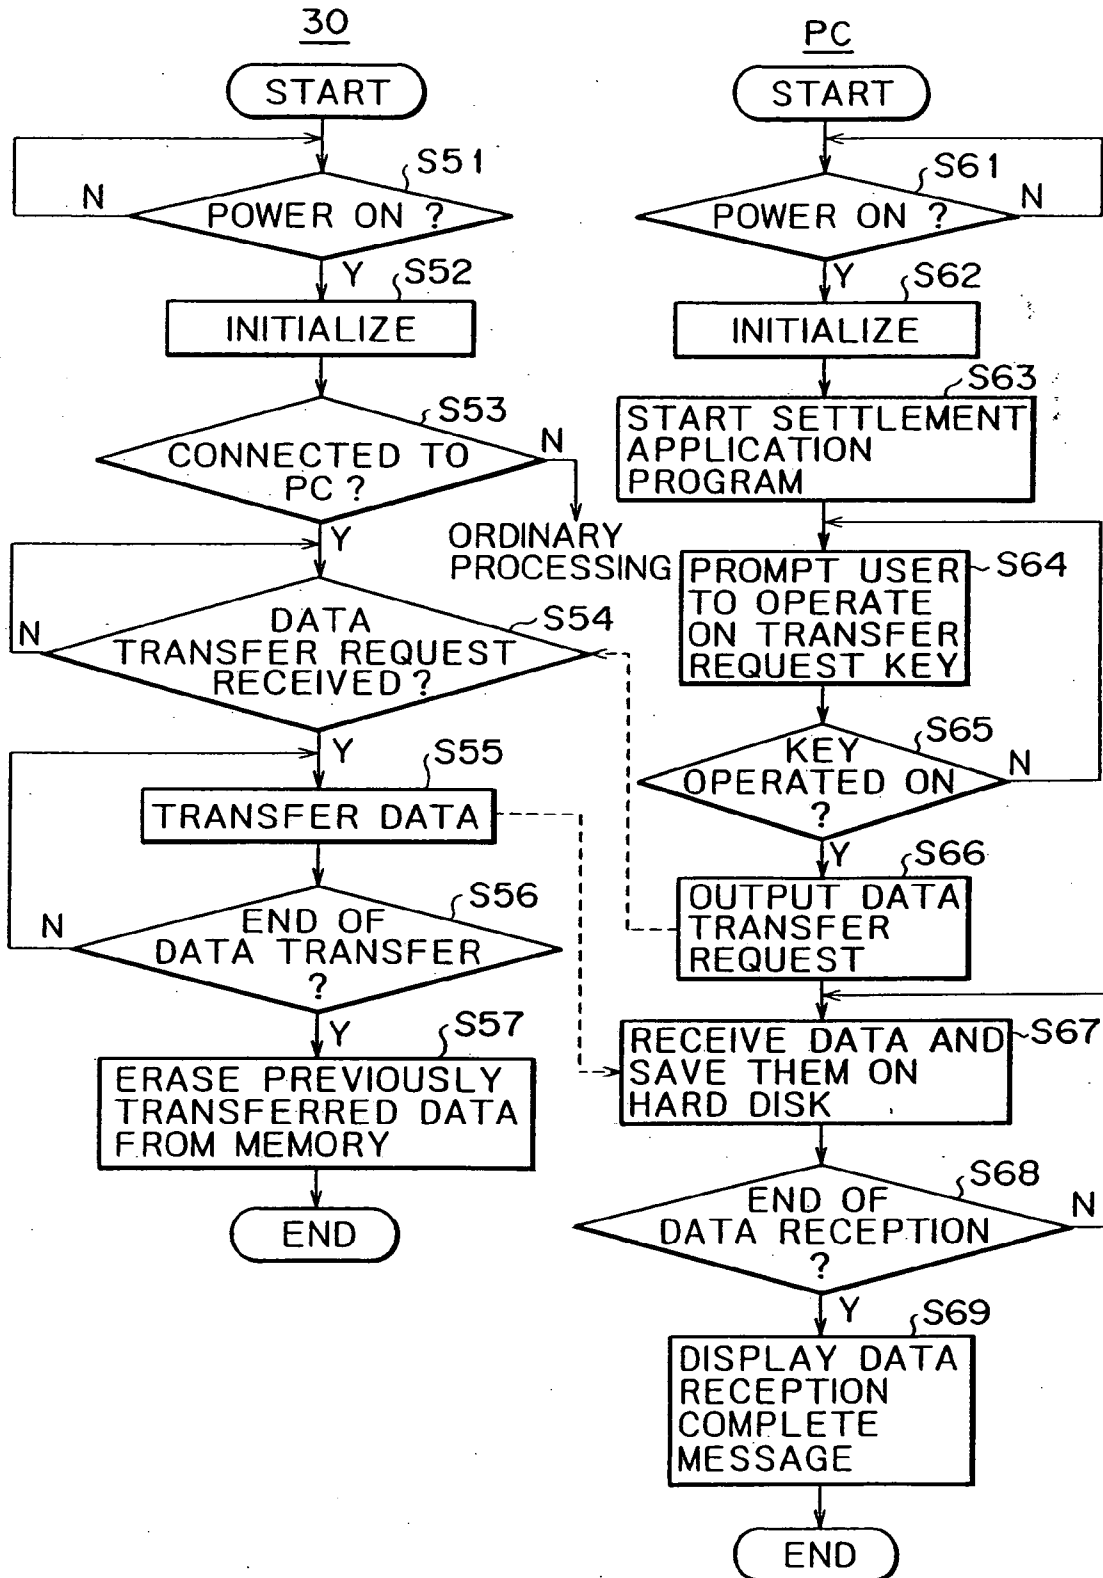 30
START
S51
POWER ON ?
N
Y
S52
INITIALIZE
S53
CONNECTED TO
PC ?
N
Y
ORDINARY
PROCESSING
S54
DATA
TRANSFER REQUEST
RECEIVED ?
N
Y
S55
TRANSFER DATA
S56
END OF
DATA TRANSFER
?
N
Y
S57
ERASE PREVIOUSLY
TRANSFERRED DATA
FROM MEMORY
END
PC
START
S61
POWER ON ?
N
Y
S62
INITIALIZE
S63
START SETTLEMENT
APPLICATION
PROGRAM
S64
PROMPT USER
TO OPERATE
ON TRANSFER
REQUEST KEY
S65
KEY
OPERATED ON
?
N
Y
S66
OUTPUT DATA
TRANSFER
REQUEST
S67
RECEIVE DATA AND
SAVE THEM ON
HARD DISK
S68
END OF
DATA RECEPTION
?
N
Y
S69
DISPLAY DATA
RECEPTION
COMPLETE
MESSAGE
END